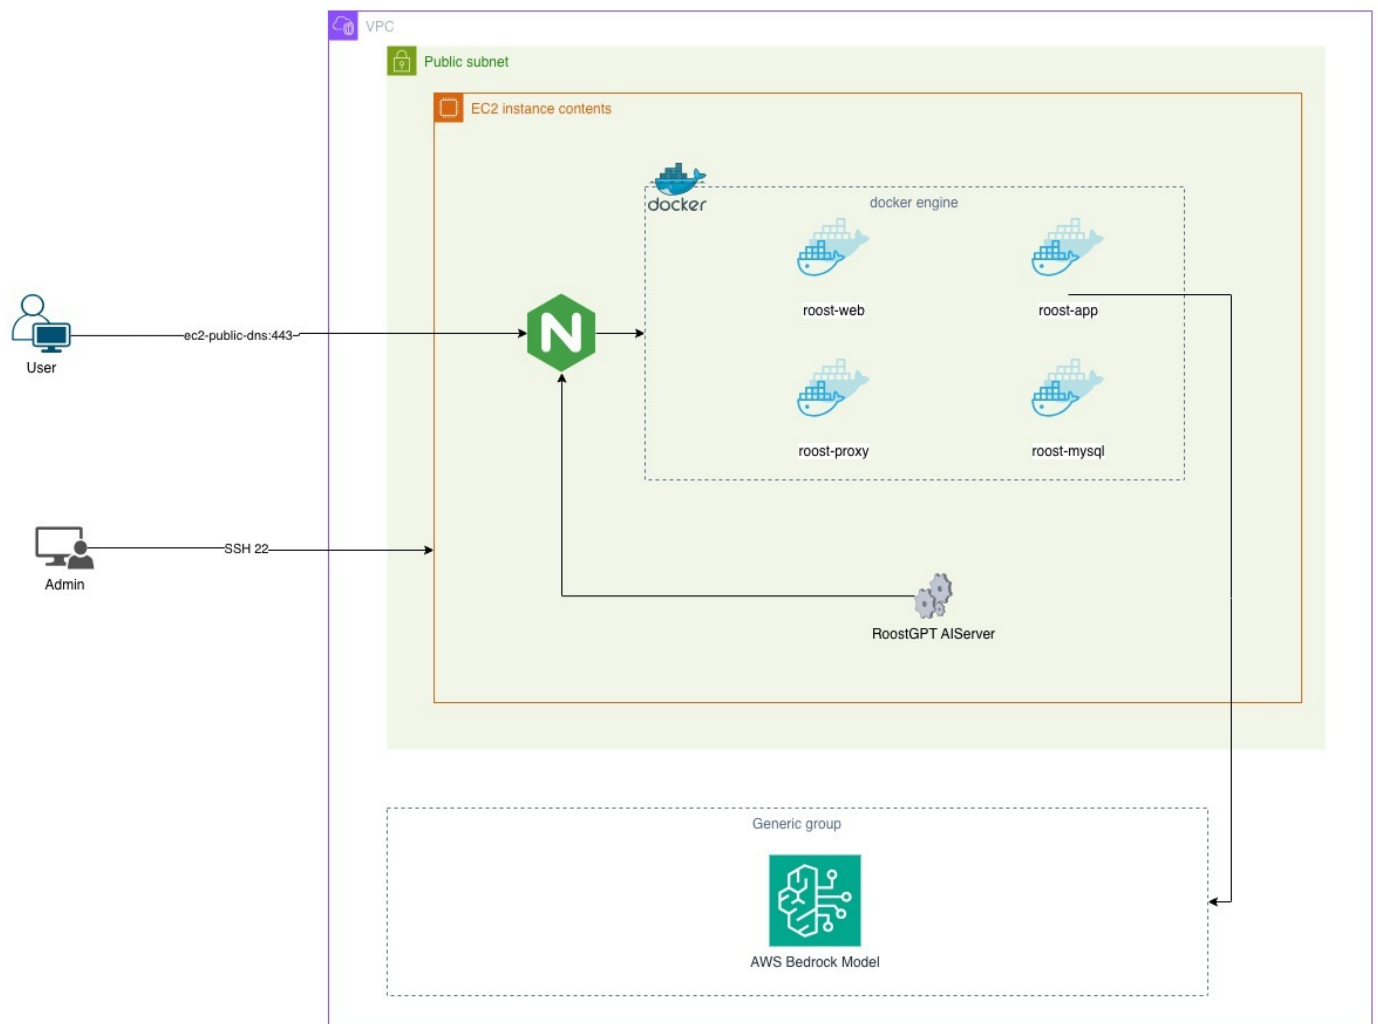 VPC
Public subnet
EC2 instance contents
docker
docker engine
roost-web
roost-app
ec2-public-dns:443
N
User
roost-proxy
roost-mysql
SSH 22
Admin
RoostGPT AIServer
Generic group
AWS Bedrock Model